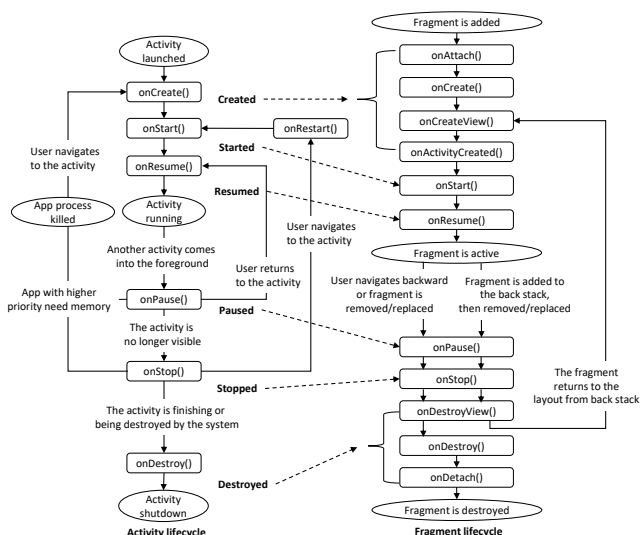 Activity
launched
onCreate()
User navigates
to the activity
onStart()
onRestart()
onResume()
App process
killed
Activity
running
User navigates
to the activity
Another activity comes
into the foreground
User returns
to the activity
App with higher
priority need memory
onPause()
The activity is
no longer visible
onStop()
The activity is finishing or
being destroyed by the system
onDestroy()
Activity
shutdown
Activity lifecycle
Created
Started
Resumed
Paused
Stopped
Destroyed
Fragment is added
onAttach()
onCreate()
onCreateView()
onActivityCreated()
onStart()
onResume()
Fragment is active
User navigates backward
or fragment is
removed/replaced
Fragment is added to
the back stack,
then removed/replaced
onPause()
onStop()
The fragment
returns to the
layout from back stack
onDestroyView()
onDestroy()
onDetach()
Fragment is destroyed
Fragment lifecycle